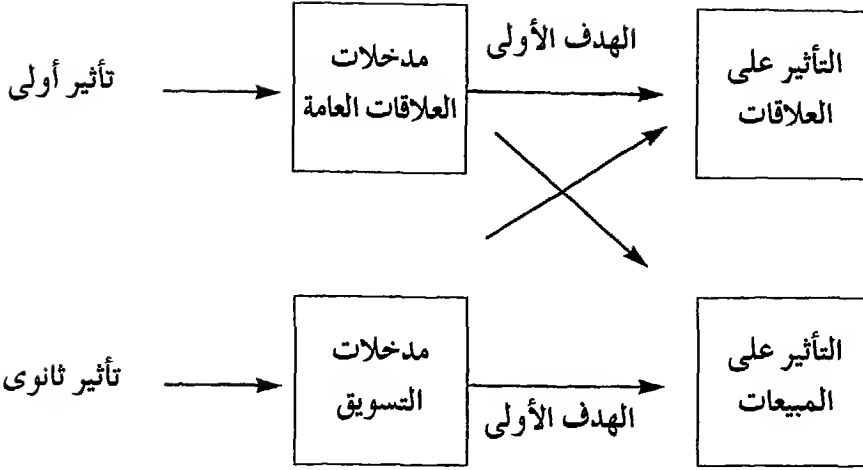 الهدف الأولى
التأثير على
العلاقات
مدخلات
العلاقات العامة
تأثير أولى
التأثير على
المبيعات
الهدف الأولى
مدخلات
التسويق
تأثير ثانوى